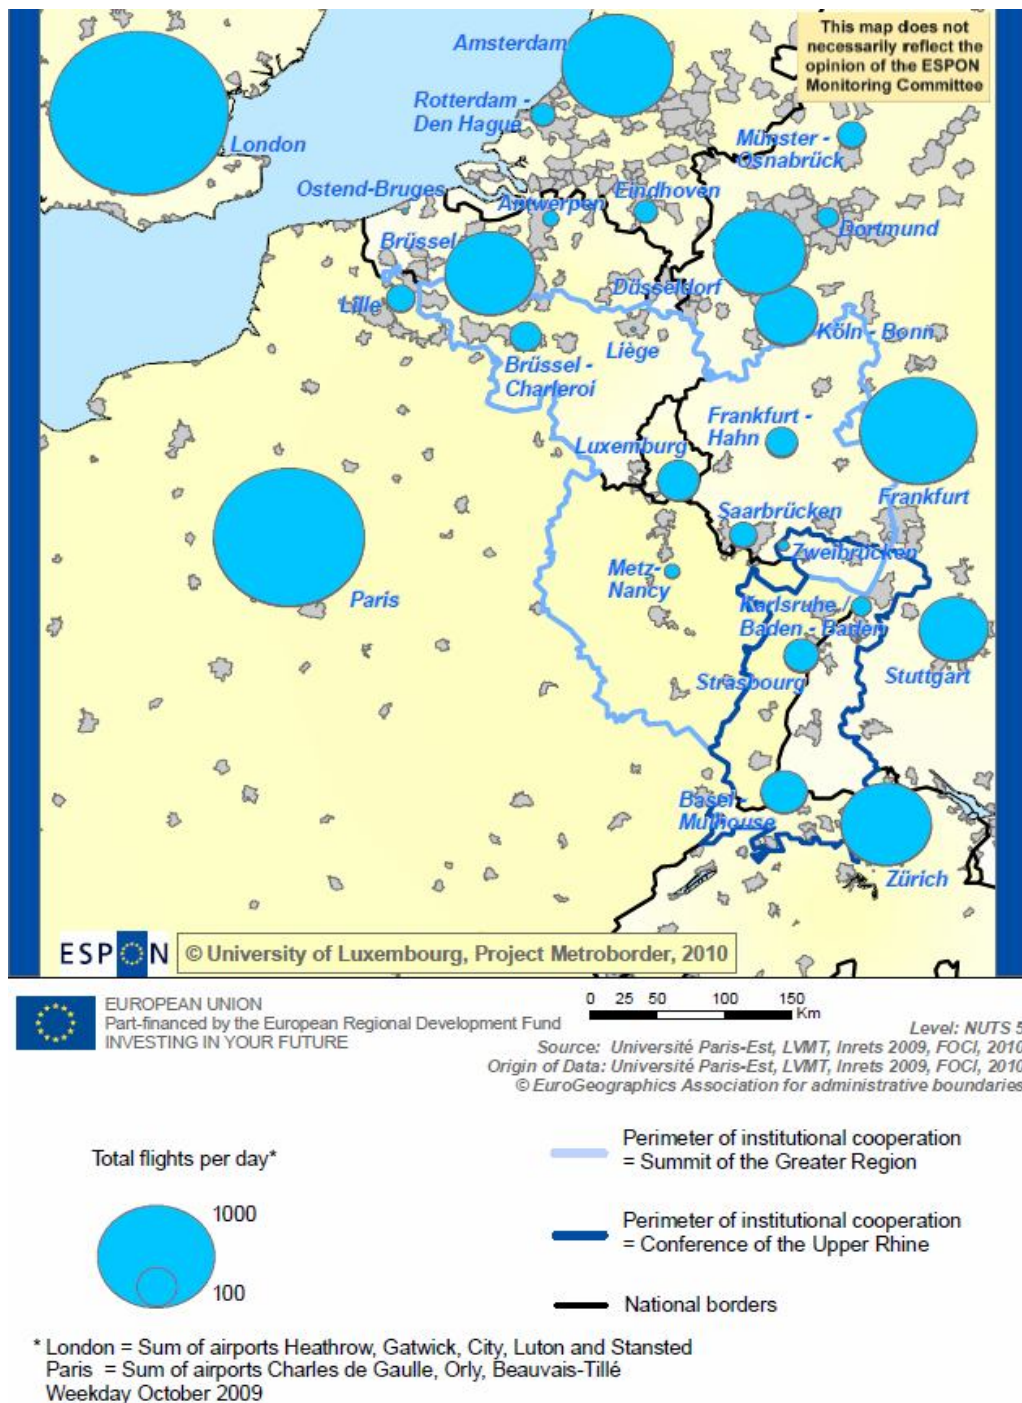 This map does not
necessarily reflect the
opinion of the ESPON
Monitoring Committee
Amsterdam
Rotterdam -
Den Hague
London
Münster -
Osnabrück
Ostend-Bruges
Antwerpen
Eindhoven
Dortmund
Brüssel
Düsseldorf
Lille
Köln - Bonn
Liège
Brüssel -
Charleroi
Frankfurt -
Hahn
Luxemburg
Frankfurt
Saarbrücken
Zweibrücken
Metz-
Nancy
Paris
Karlsruhe /
Baden - Baden
Strasbourg
Stuttgart
Basel -
Mulhouse
Zürich
ESPON
© University of Luxembourg, Project Metroborder, 2010
EUROPEAN UNION
Part-financed by the European Regional Development Fund
INVESTING IN YOUR FUTURE
0 25 50 100 150
Km
Level: NUTS 5
Source: Université Paris-Est, LVMT, Inrets 2009, FOCI, 2010
Origin of Data: Université Paris-Est, LVMT, Inrets 2009, FOCI, 2010
© EuroGeographics Association for administrative boundaries
Total flights per day*
1000
100
Perimeter of institutional cooperation
= Summit of the Greater Region
Perimeter of institutional cooperation
= Conference of the Upper Rhine
National borders
* London = Sum of airports Heathrow, Gatwick, City, Luton and Stansted
Paris = Sum of airports Charles de Gaulle, Orly, Beauvais-Tillé
Weekday October 2009